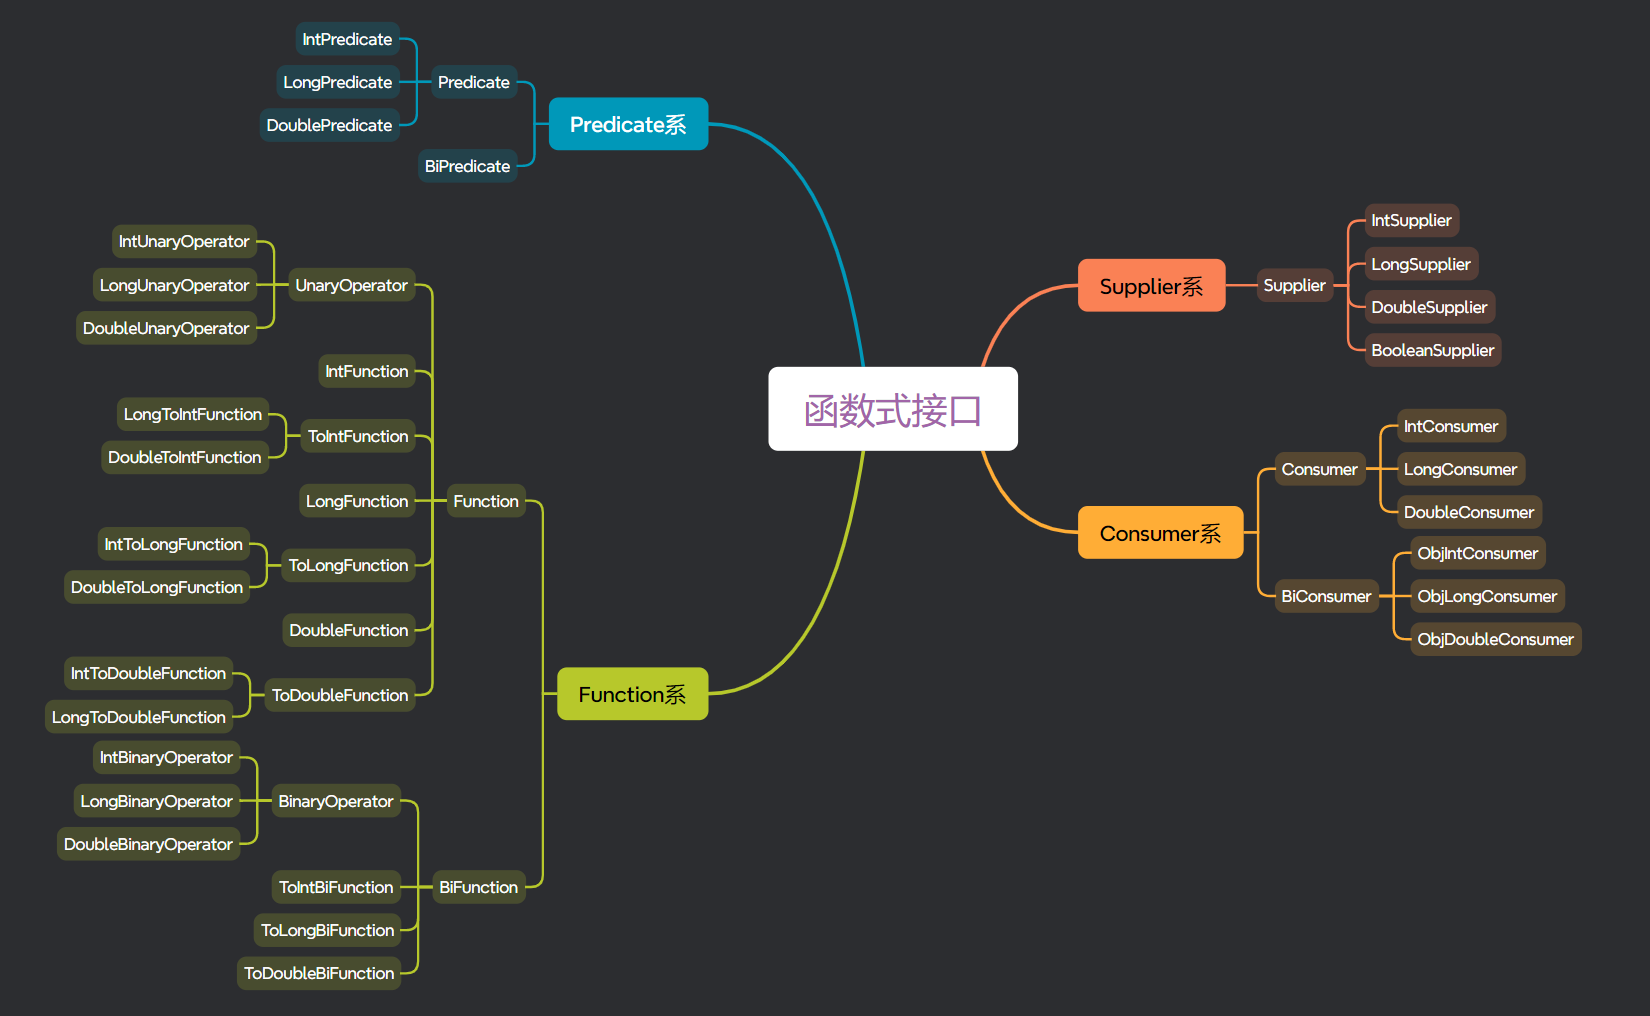 函数式接口
Predicate系
Predicate
IntPredicate
LongPredicate
DoublePredicate
BiPredicate
Supplier系
Supplier
IntSupplier
LongSupplier
DoubleSupplier
BooleanSupplier
Consumer系
Consumer
IntConsumer
LongConsumer
DoubleConsumer
BiConsumer
ObjIntConsumer
ObjLongConsumer
ObjDoubleConsumer
Function系
Function
UnaryOperator
IntUnaryOperator
LongUnaryOperator
DoubleUnaryOperator
IntFunction
ToIntFunction
LongToIntFunction
DoubleToIntFunction
LongFunction
ToLongFunction
IntToLongFunction
DoubleToLongFunction
DoubleFunction
ToDoubleFunction
IntToDoubleFunction
LongToDoubleFunction
BiFunction
BinaryOperator
IntBinaryOperator
LongBinaryOperator
DoubleBinaryOperator
ToIntBiFunction
ToLongBiFunction
ToDoubleBiFunction